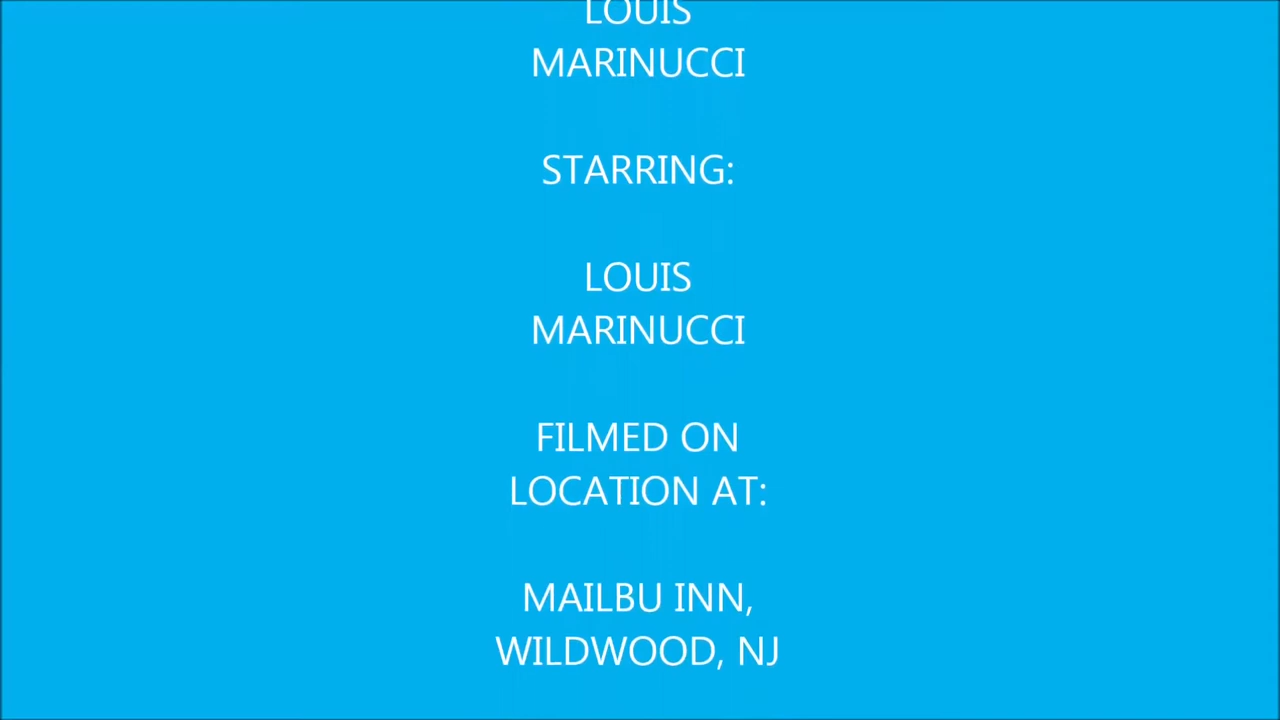 LOUIS
MARINUCCI
STARRING:
LOUIS
MARINUCCI
FILMED ON
LOCATION AT:
MAILBU INN,
WILDWOOD, NJ